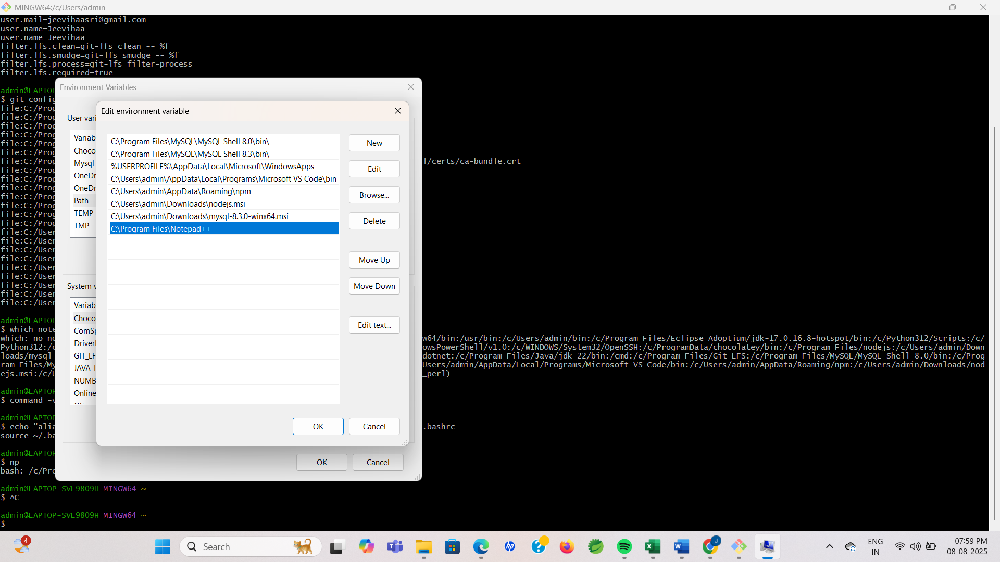 MINGW64:/c/Users/admin
user.mail=jeevihaasri@gmail.com
user.name=Jeevihaa
user.name=Jeevihaa
filter.lfs.clean=git-lfs clean -- %f
filter.lfs.smudge=git-lfs smudge -- %f
filter.lfs.process=git-lfs filter-process
filter.lfs.required=true
admin@LAPTOP
$ git config
file:C:/Prog
file:C:/Prog
file:C:/Prog
file:C:/Prog
file:C:/Prog
file:C:/Prog
file:C:/Prog l/certs/ca-bundle.crt
file:C:/Prog
file:C:/Prog
file:C:/Prog
file:C:/Prog
file:C:/Prog
file:C:/Prog
file:C:/Prog
file:C:/User
file:C:/User
file:C:/User
file:C:/User
file:C:/User
file:C:/User
file:C:/User
file:C:/User
file:C:/User
admin@LAPTOP
$ which note
which: no no w64/bin:/usr/bin:/c/Users/admin/bin:/c/Program Files/Eclipse Adoptium/jdk-17.0.16.8-hotspot/bin:/c/Python312/Scripts:/c/
Python312:/c owsPowerShell/v1.0:/c/WINDOWS/System32/OpenSSH:/c/ProgramData/chocolatey/bin:/c/Program Files/nodejs:/c/Users/admin/Down
loads/mysql- dotnet:/c/Program Files/Java/jdk-22/bin:/cmd:/c/Program Files/Git LFS:/c/Program Files/MySQL/MySQL Shell 8.0/bin:/c/Prog
ram Files/My Users/admin/AppData/Local/Programs/Microsoft VS Code/bin:/c/Users/admin/AppData/Roaming/npm:/c/Users/admin/Downloads/nod
ejs.msi:/c/U _perl)
admin@LAPTOP
$ command -v
admin@LAPTOP
$ echo "alia .bashrc
source ~/.ba
admin@LAPTOP
$ np
bash: /c/Pro
admin@LAPTOP-SVL98O9H MINGW64 ~
$ ^C
admin@LAPTOP-SVL98O9H MINGW64 ~
$
Environment Variables
User vari
Variab
Choco
Mysql
OneDr
OneDr
Path
TEMP
TMP
System v
Variab
Choco
ComSp
Driver
GIT_LF
JAVA_H
NUMB
Online
OS
OK
Cancel
Edit environment variable
C:\Program Files\MySQL\MySQL Shell 8.0\bin\
C:\Program Files\MySQL\MySQL Shell 8.3\bin\
%USERPROFILE%\AppData\Local\Microsoft\WindowsApps
C:\Users\admin\AppData\Local\Programs\Microsoft VS Code\bin
C:\Users\admin\AppData\Roaming\npm
C:\Users\admin\Downloads\nodejs.msi
C:\Users\admin\Downloads\mysql-8.3.0-winx64.msi
C:\Program Files\Notepad++
New
Edit
Browse...
Delete
Move Up
Move Down
Edit text...
OK
Cancel
4
Search
hp
J
ENG
IN
07:59 PM
08-08-2025